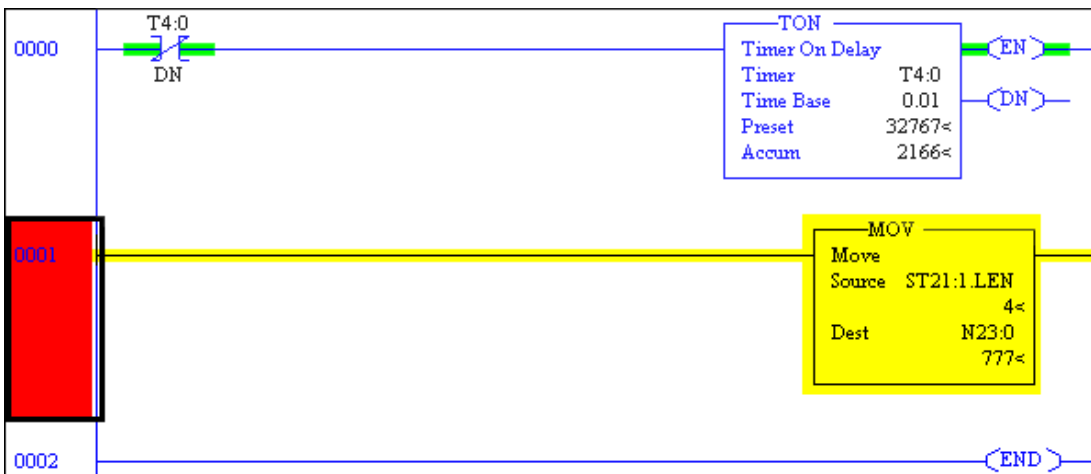 T4:0
TON
0000
EN
DN
Timer On Delay
Timer T4:0
Time Base 0.01
DN
Preset 32767<
Accum 2166<
0001
MOV
Move
Source ST21:1.LEN
4<
Dest N23:0
777<
0002
END